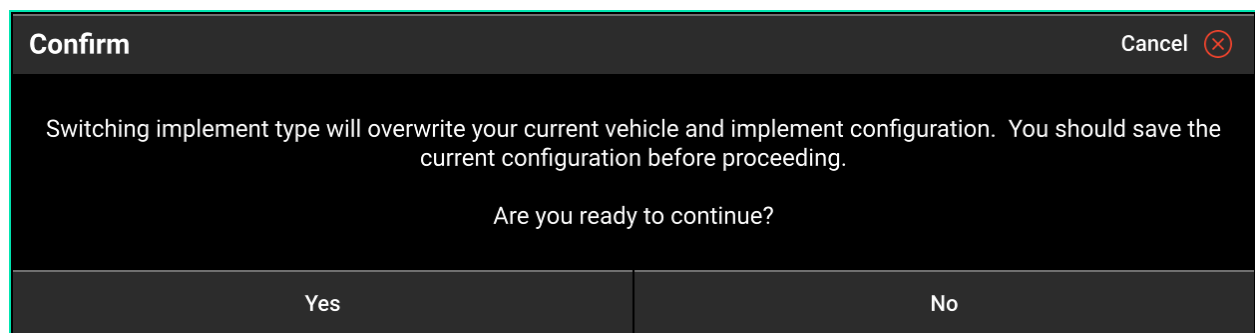 Confirm
Cancel
Switching implement type will overwrite your current vehicle and implement configuration.  You should save the
current configuration before proceeding.
Are you ready to continue?
Yes
No